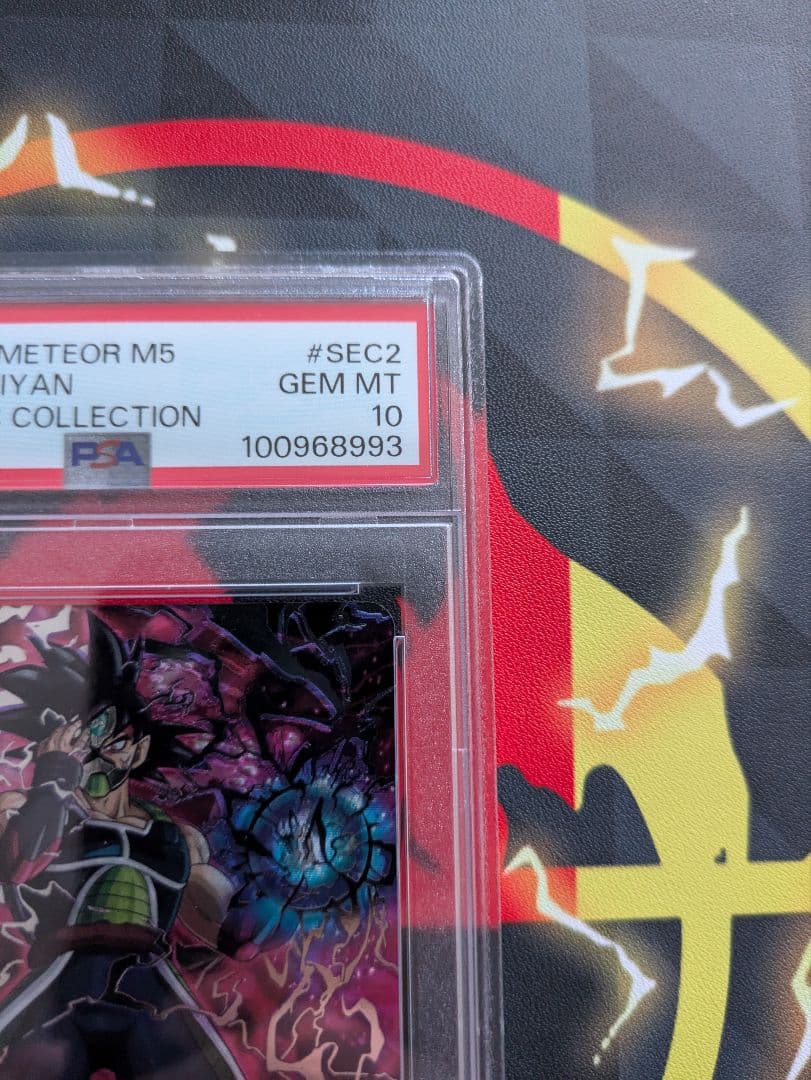 METEOR M5 #SEC2
IYAN GEM MT
COLLECTION 10
PSA 100968993